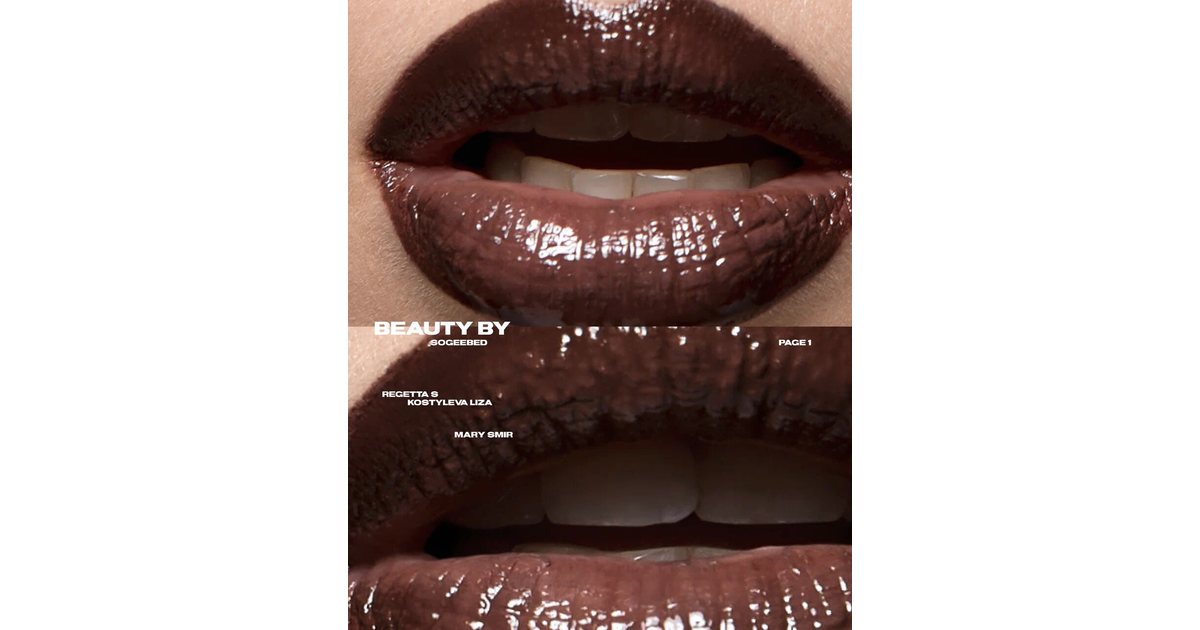 BEAUTY BY
SOGEEBED
PAGE 1
REGETTA S
KOSTYLEVA LIZA
MARY SMIR